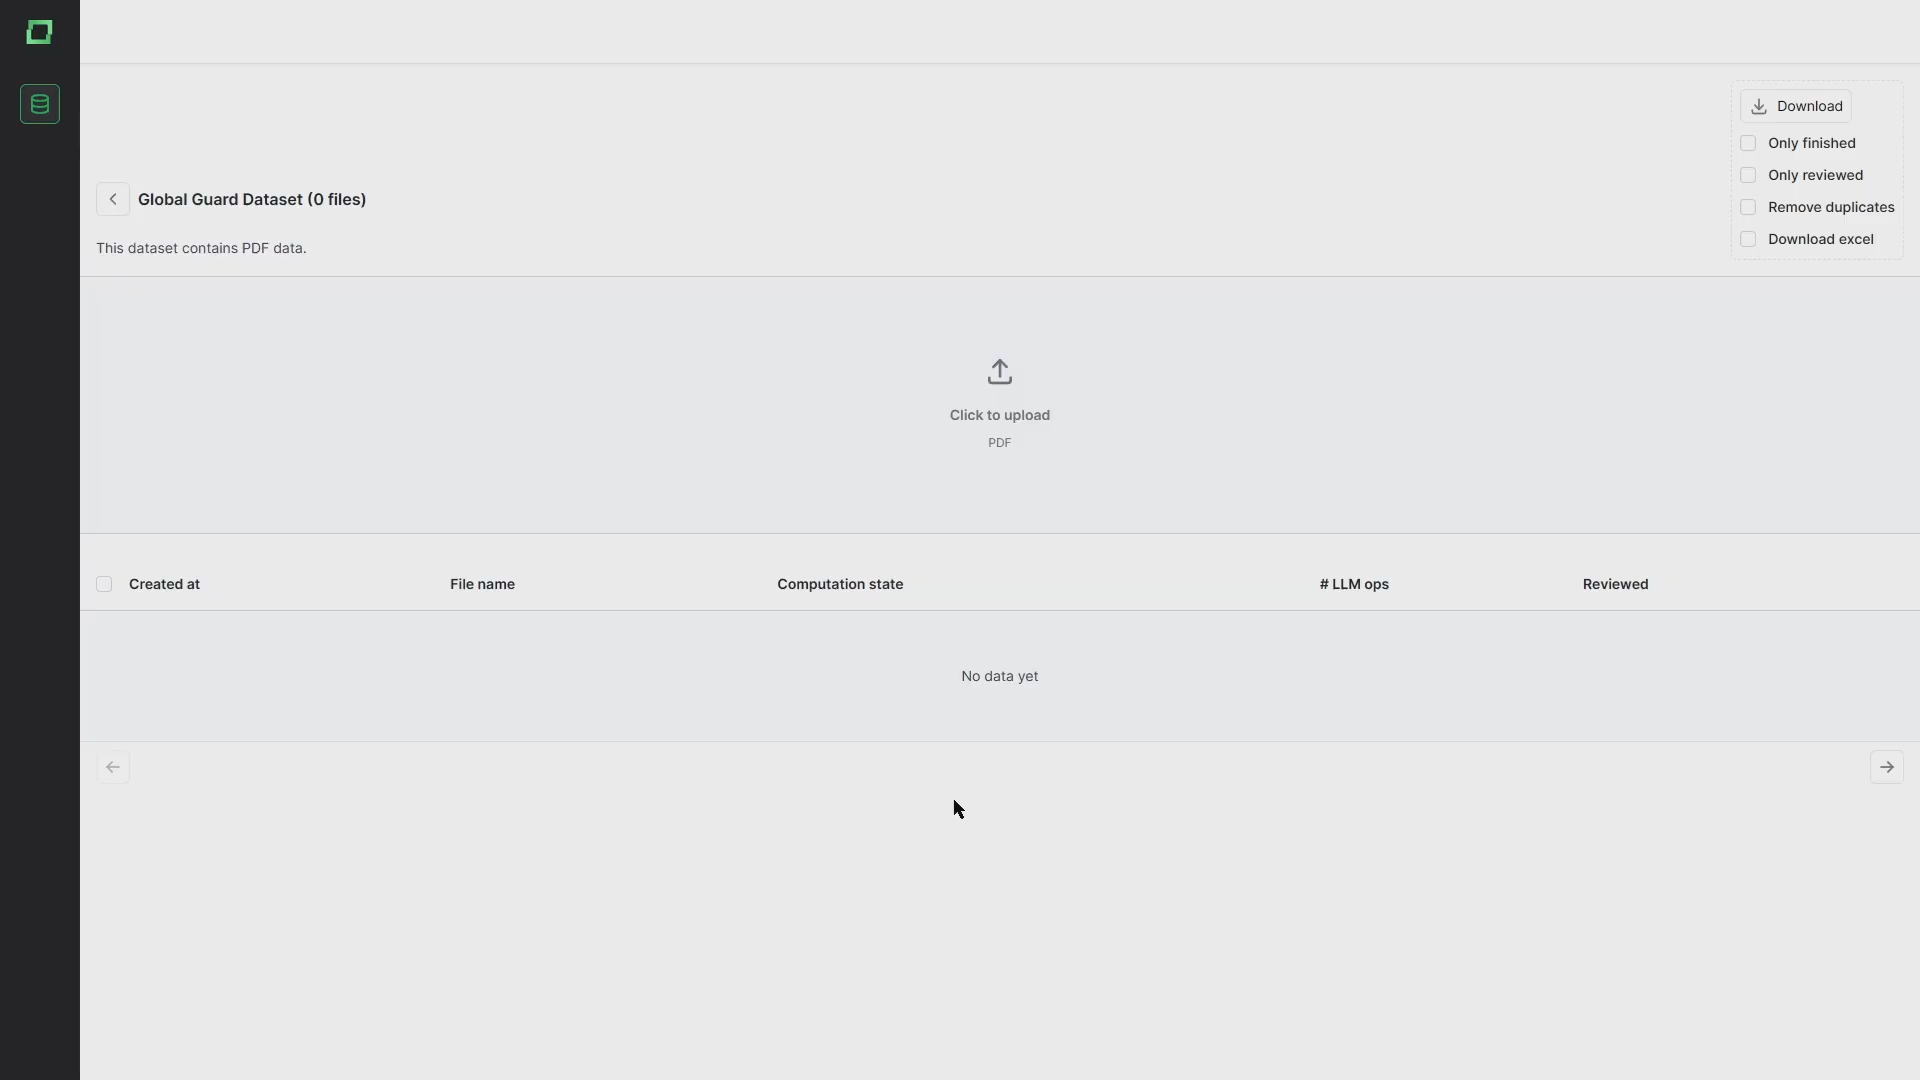 Download
Only finished
Only reviewed
Remove duplicates
Download excel
Global Guard Dataset (0 files)
This dataset contains PDF data.
Click to upload
PDF
Created at File name Computation state # LLM ops Reviewed
No data yet